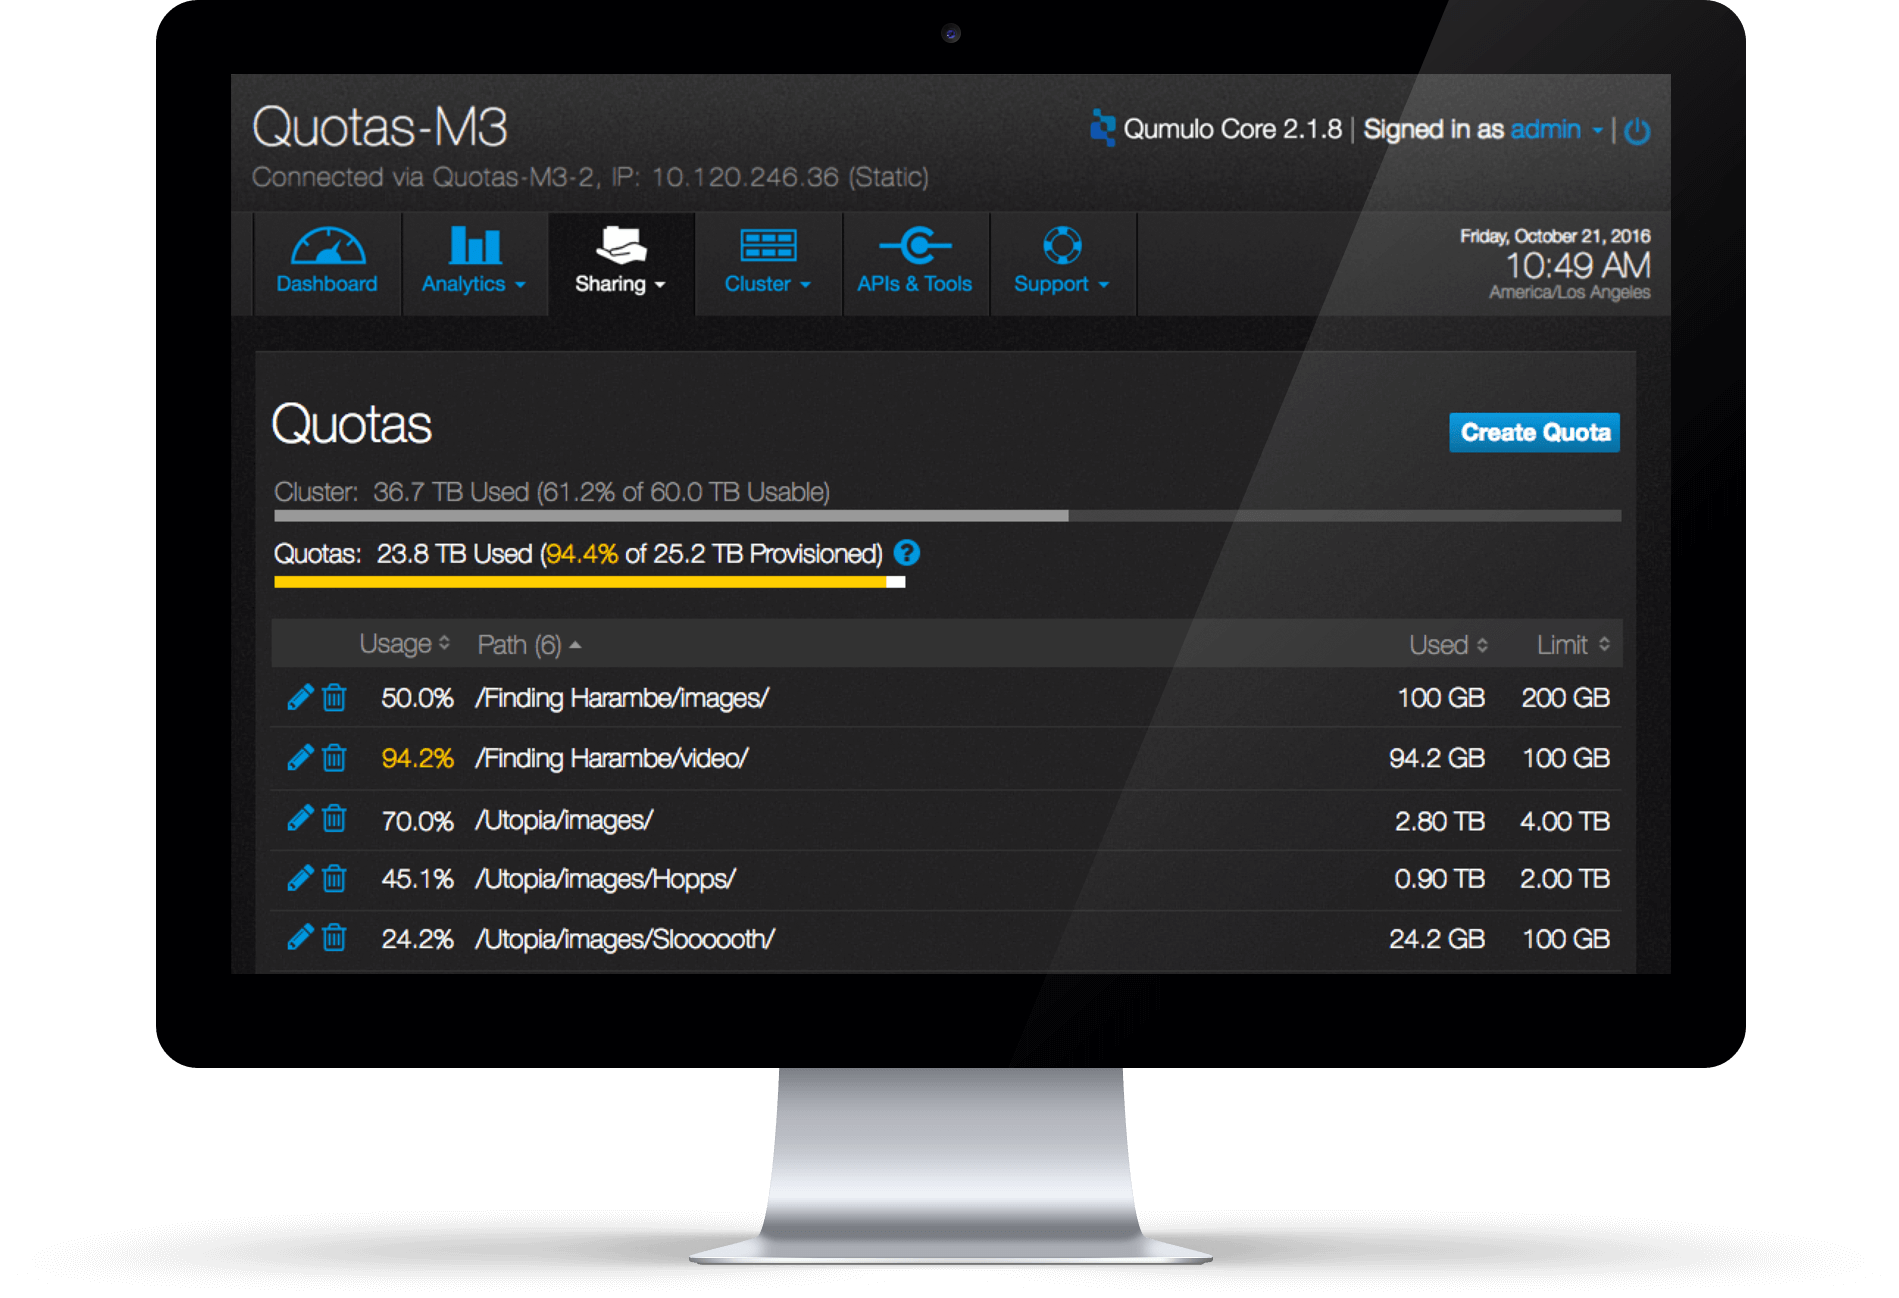 Quotas-M3
Qumulo Core 2.1.8 | Signed in as admin |
Connected via Quotas-M3-2, IP: 10.120.246.36 (Static)
Dashboard Analytics Sharing Cluster APIs & Tools Support
Friday, October 21, 2016
10:49 AM
America/Los Angeles
Quotas
Create Quota
Cluster: 36.7 TB Used (61.2% of 60.0 TB Usable)
Quotas: 23.8 TB Used (94.4% of 25.2 TB Provisioned) ?
Usage Path (6) Used Limit
50.0% /Finding Harambe/images/ 100 GB 200 GB
94.2% /Finding Harambe/video/ 94.2 GB 100 GB
70.0% /Utopia/images/ 2.80 TB 4.00 TB
45.1% /Utopia/images/Hopps/ 0.90 TB 2.00 TB
24.2% /Utopia/images/Sloooooth/ 24.2 GB 100 GB